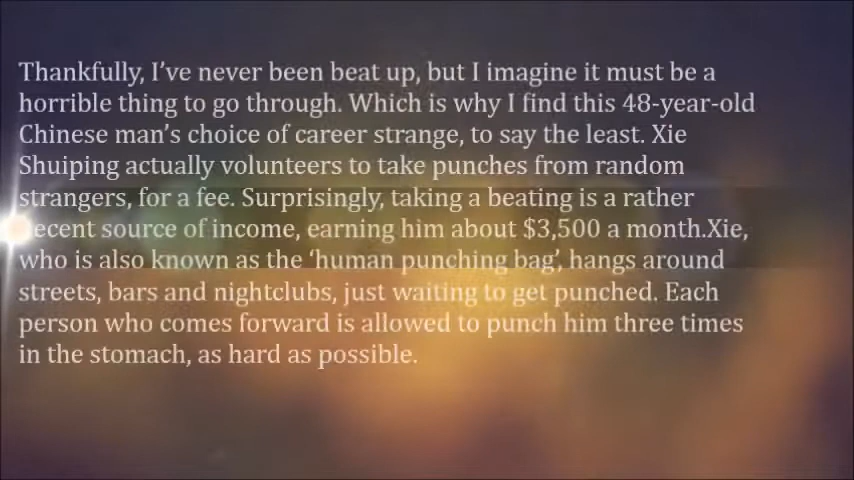 Thankfully, I’ve never been beat up, but I imagine it must be a
horrible thing to go through. Which is why I find this 48-year-old
Chinese man’s choice of career strange, to say the least. Xie
Shuiping actually volunteers to take punches from random
strangers, for a fee. Surprisingly, taking a beating is a rather
decent source of income, earning him about $3,500 a month.Xie,
who is also known as the ‘human punching bag’, hangs around
streets, bars and nightclubs, just waiting to get punched. Each
person who comes forward is allowed to punch him three times
in the stomach, as hard as possible.